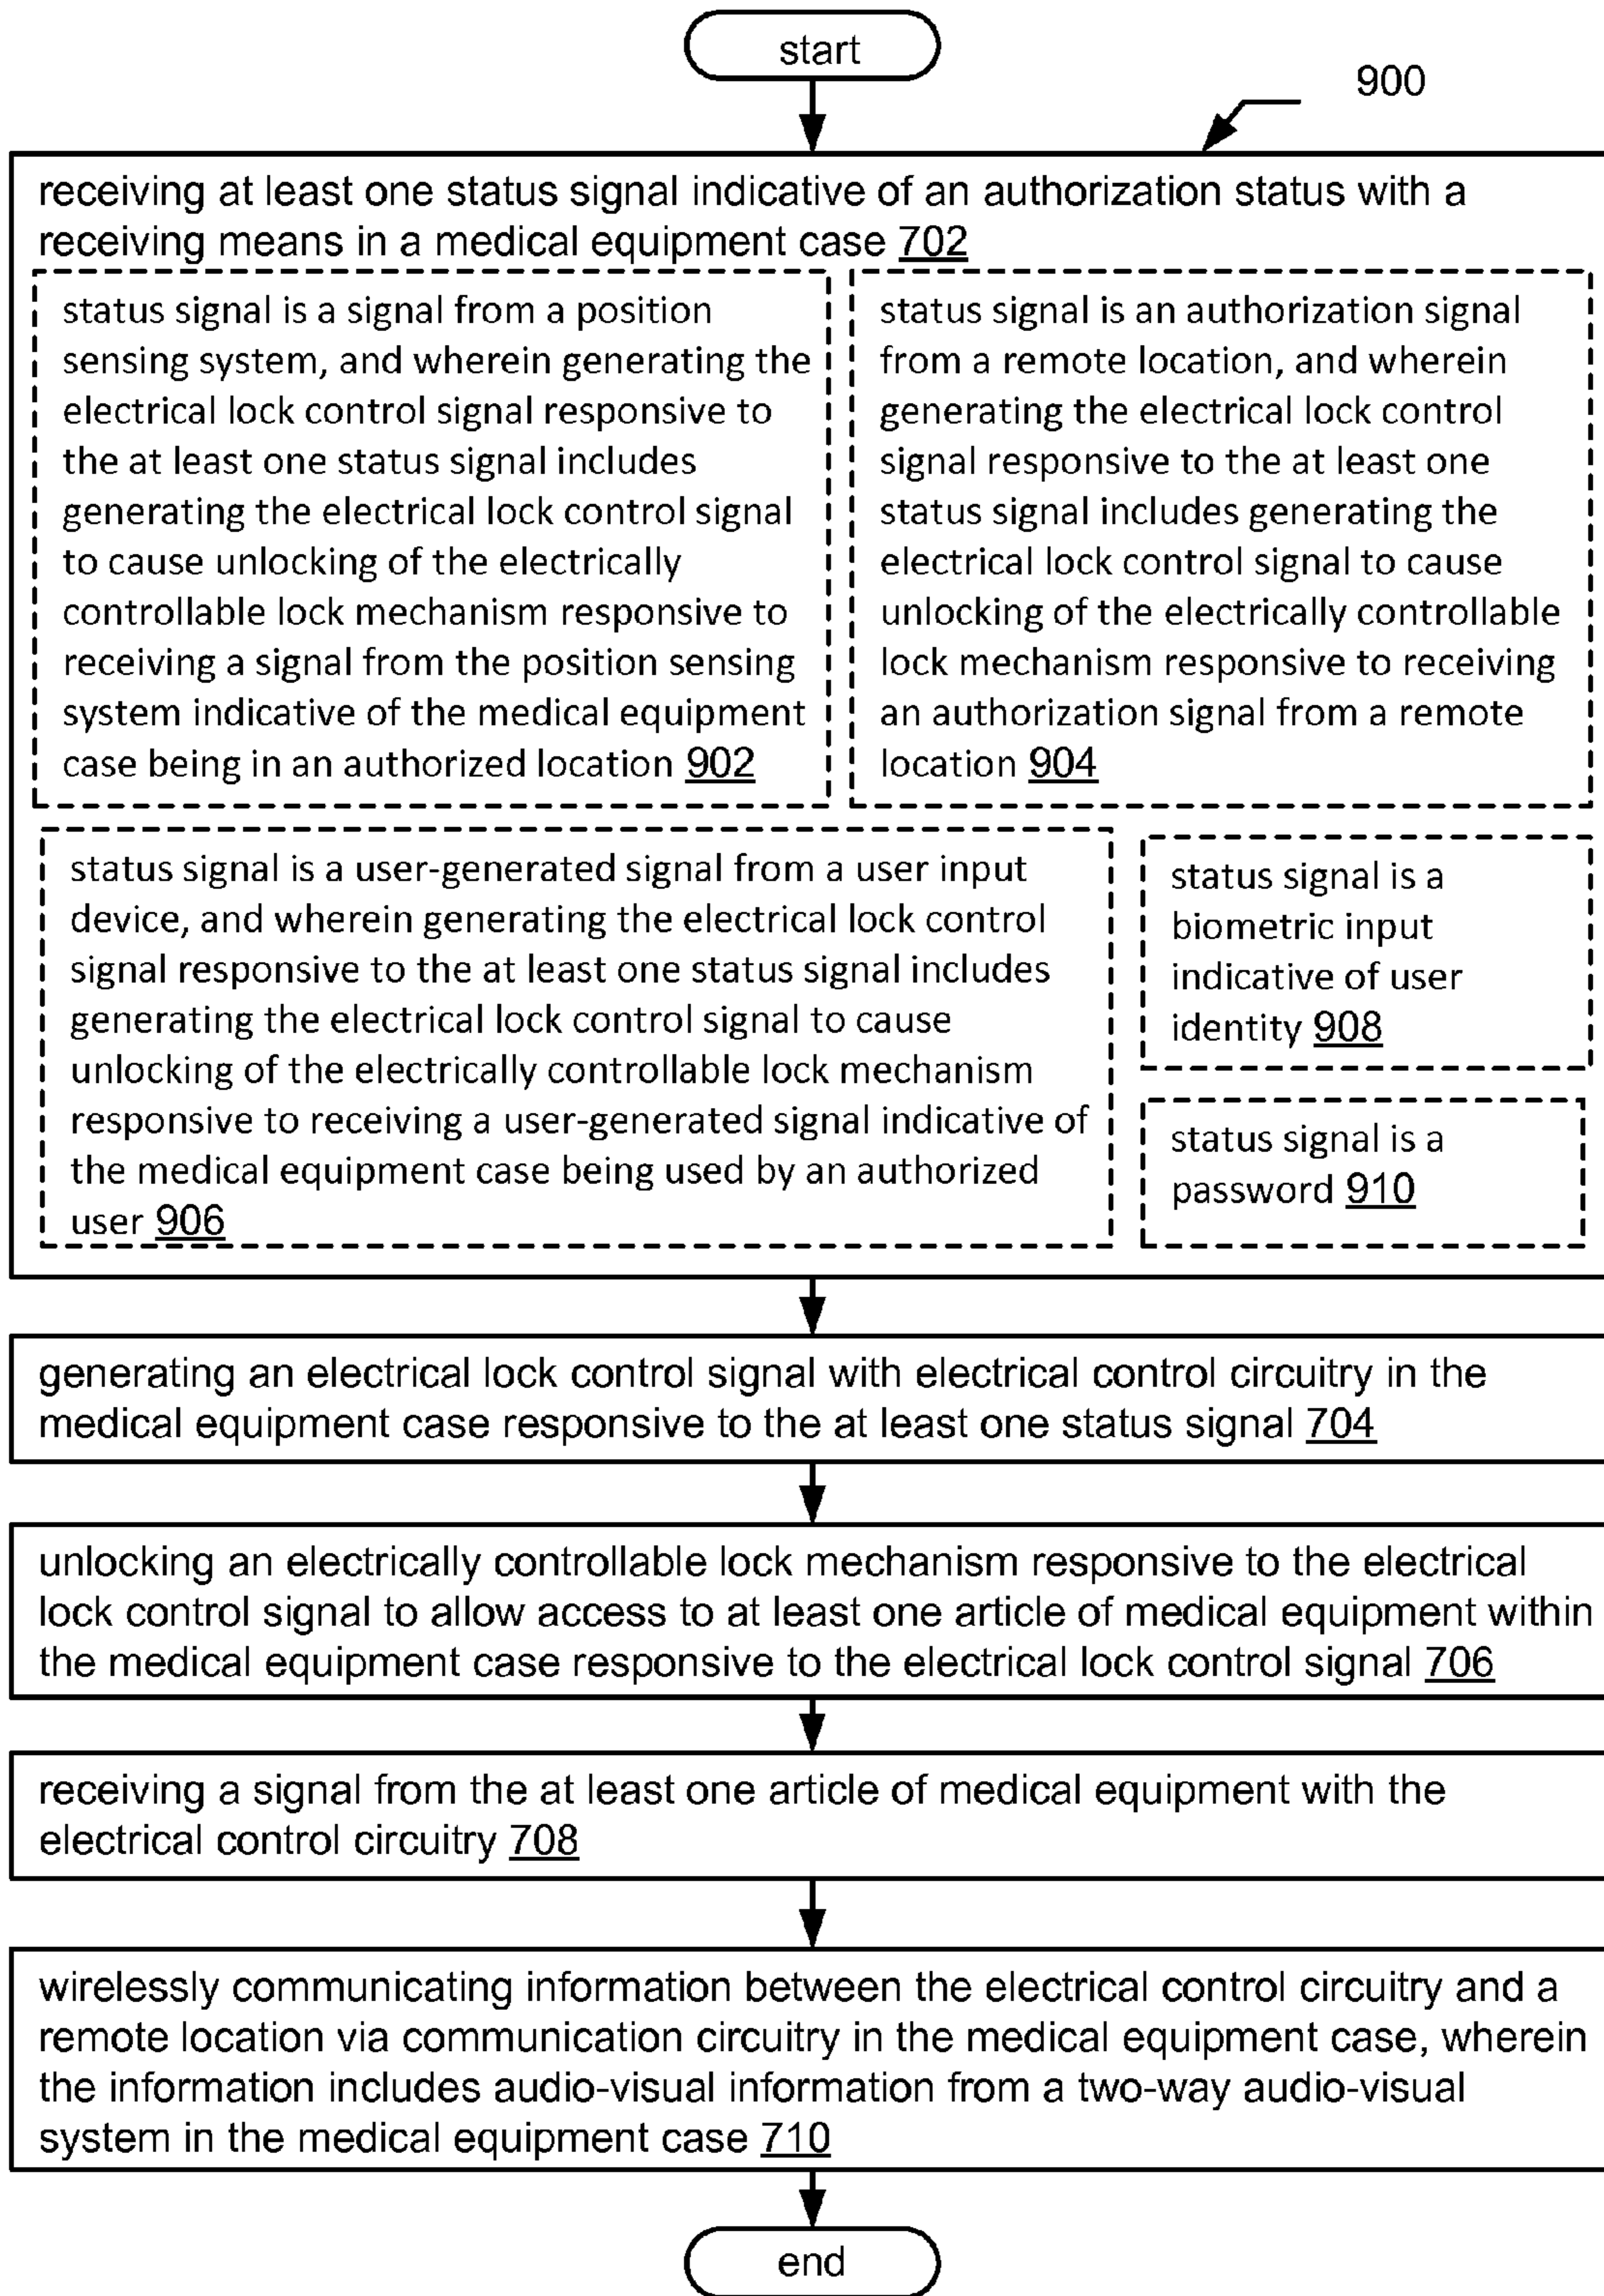 start
900
receiving at least one status signal indicative of an authorization status with a
receiving means in a medical equipment case 702
status signal is a signal from a position
sensing system, and wherein generating the
electrical lock control signal responsive to
the at least one status signal includes
generating the electrical lock control signal
to cause unlocking of the electrically
controllable lock mechanism responsive to
receiving a signal from the position sensing
system indicative of the medical equipment
case being in an authorized location 902
status signal is an authorization signal
from a remote location, and wherein
generating the electrical lock control
signal responsive to the at least one
status signal includes generating the
electrical lock control signal to cause
unlocking of the electrically controllable
lock mechanism responsive to receiving
an authorization signal from a remote
location 904
status signal is a user-generated signal from a user input
device, and wherein generating the electrical lock control
signal responsive to the at least one status signal includes
generating the electrical lock control signal to cause
unlocking of the electrically controllable lock mechanism
responsive to receiving a user-generated signal indicative of
the medical equipment case being used by an authorized
user 906
status signal is a
biometric input
indicative of user
identity 908
status signal is a
password 910
generating an electrical lock control signal with electrical control circuitry in the
medical equipment case responsive to the at least one status signal 704
unlocking an electrically controllable lock mechanism responsive to the electrical
lock control signal to allow access to at least one article of medical equipment within
the medical equipment case responsive to the electrical lock control signal 706
receiving a signal from the at least one article of medical equipment with the
electrical control circuitry 708
wirelessly communicating information between the electrical control circuitry and a
remote location via communication circuitry in the medical equipment case, wherein
the information includes audio-visual information from a two-way audio-visual
system in the medical equipment case 710
end